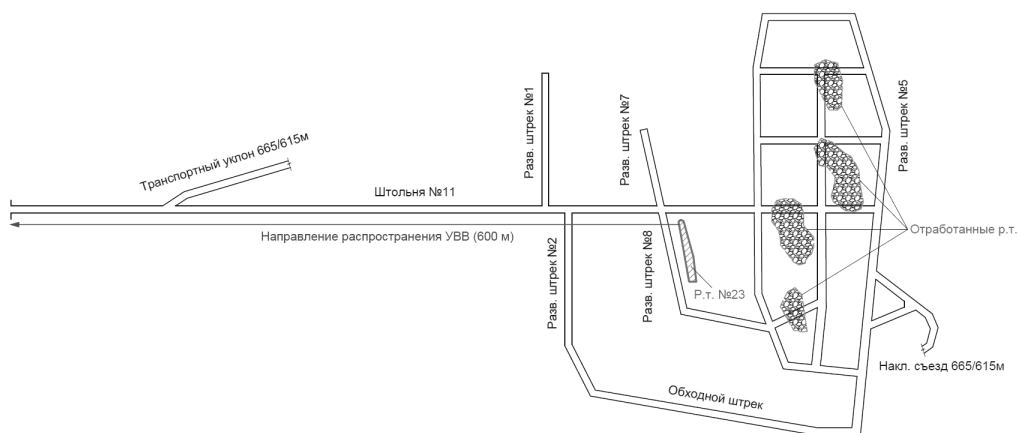 Транспортный уклон 665/615м
Штольня №11
Направление распространения УВВ (600 м)
Разв. штрек №1
Разв. штрек №2
Разв. штрек №7
Разв. штрек №8
Р.т. №23
Разв. штрек №5
Отработанные р.т.
Накл. съезд 665/615м
Обходной штрек